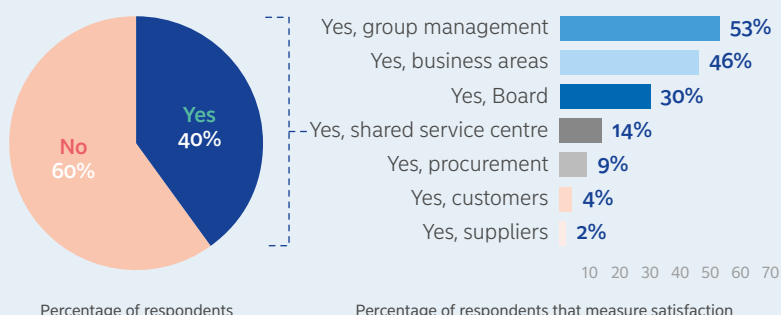 Yes
40%
No
60%
Yes, group management 53%
Yes, business areas 46%
Yes, Board 30%
Yes, shared service centre 14%
Yes, procurement 9%
Yes, customers 4%
Yes, suppliers 2%
10 20 30 40 50 60 70
Percentage of respondents
Percentage of respondents that measure satisfaction